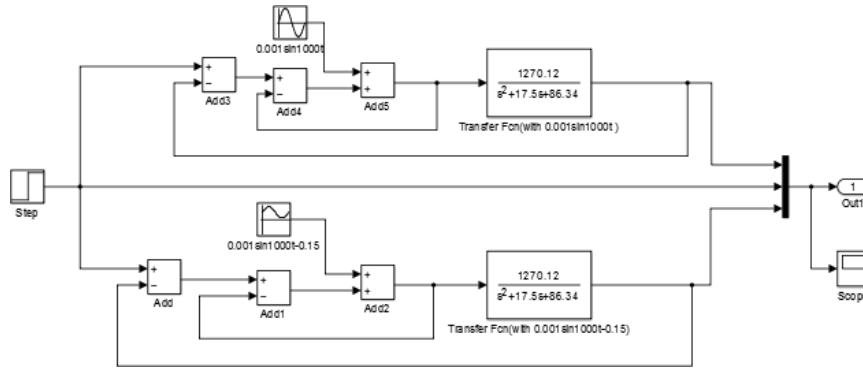 0.001sin1000t
+
−
Add3
+
−
Add4
+
+
Add5
1270.12
s²+17.5s+86.34
Transfer Fcn(with 0.001sin1000t )
Step
1
Out1
0.001sin1000t-0.15
+
−
Add
+
−
Add1
+
+
Add2
1270.12
s²+17.5s+86.34
Transfer Fcn(with 0.001sin1000t-0.15)
Scop